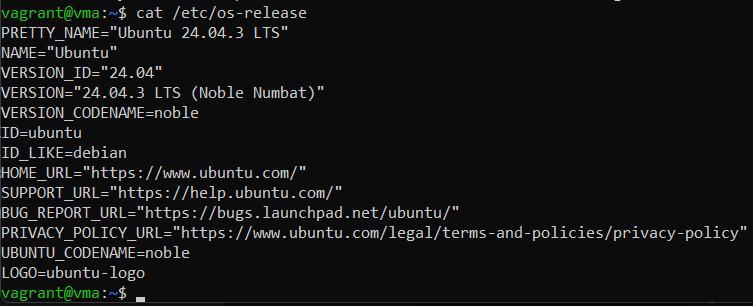 vagrant@vma:~$ cat /etc/os-release
PRETTY_NAME="Ubuntu 24.04.3 LTS"
NAME="Ubuntu"
VERSION_ID="24.04"
VERSION="24.04.3 LTS (Noble Numbat)"
VERSION_CODENAME=noble
ID=ubuntu
ID_LIKE=debian
HOME_URL="https://www.ubuntu.com/"
SUPPORT_URL="https://help.ubuntu.com/"
BUG_REPORT_URL="https://bugs.launchpad.net/ubuntu/"
PRIVACY_POLICY_URL="https://www.ubuntu.com/legal/terms-and-policies/privacy-policy"
UBUNTU_CODENAME=noble
LOGO=ubuntu-logo
vagrant@vma:~$